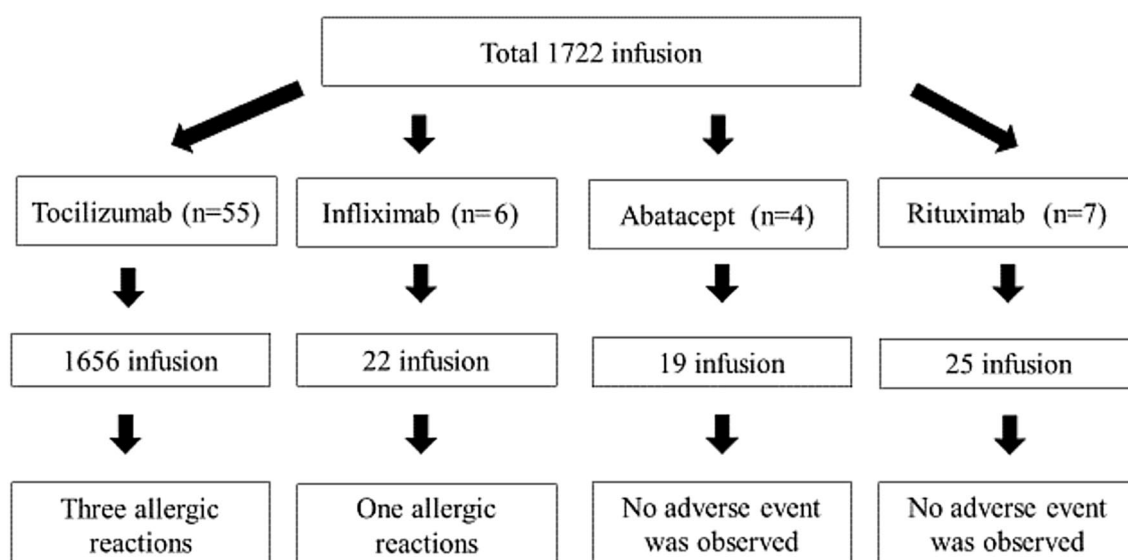 Total 1722 infusion
Tocilizumab (n=55)
Infliximab (n=6)
Abatacept (n=4)
Rituximab (n=7)
1656 infusion
22 infusion
19 infusion
25 infusion
Three allergic
reactions
One allergic
reactions
No adverse event
was observed
No adverse event
was observed